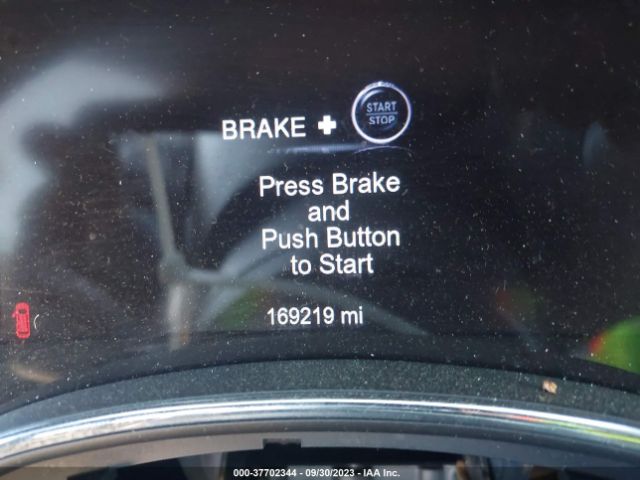 BRAKE + START
STOP
Press Brake
and
Push Button
to Start
169219 mi
000-37702344 - 09/30/2023 - IAA Inc.